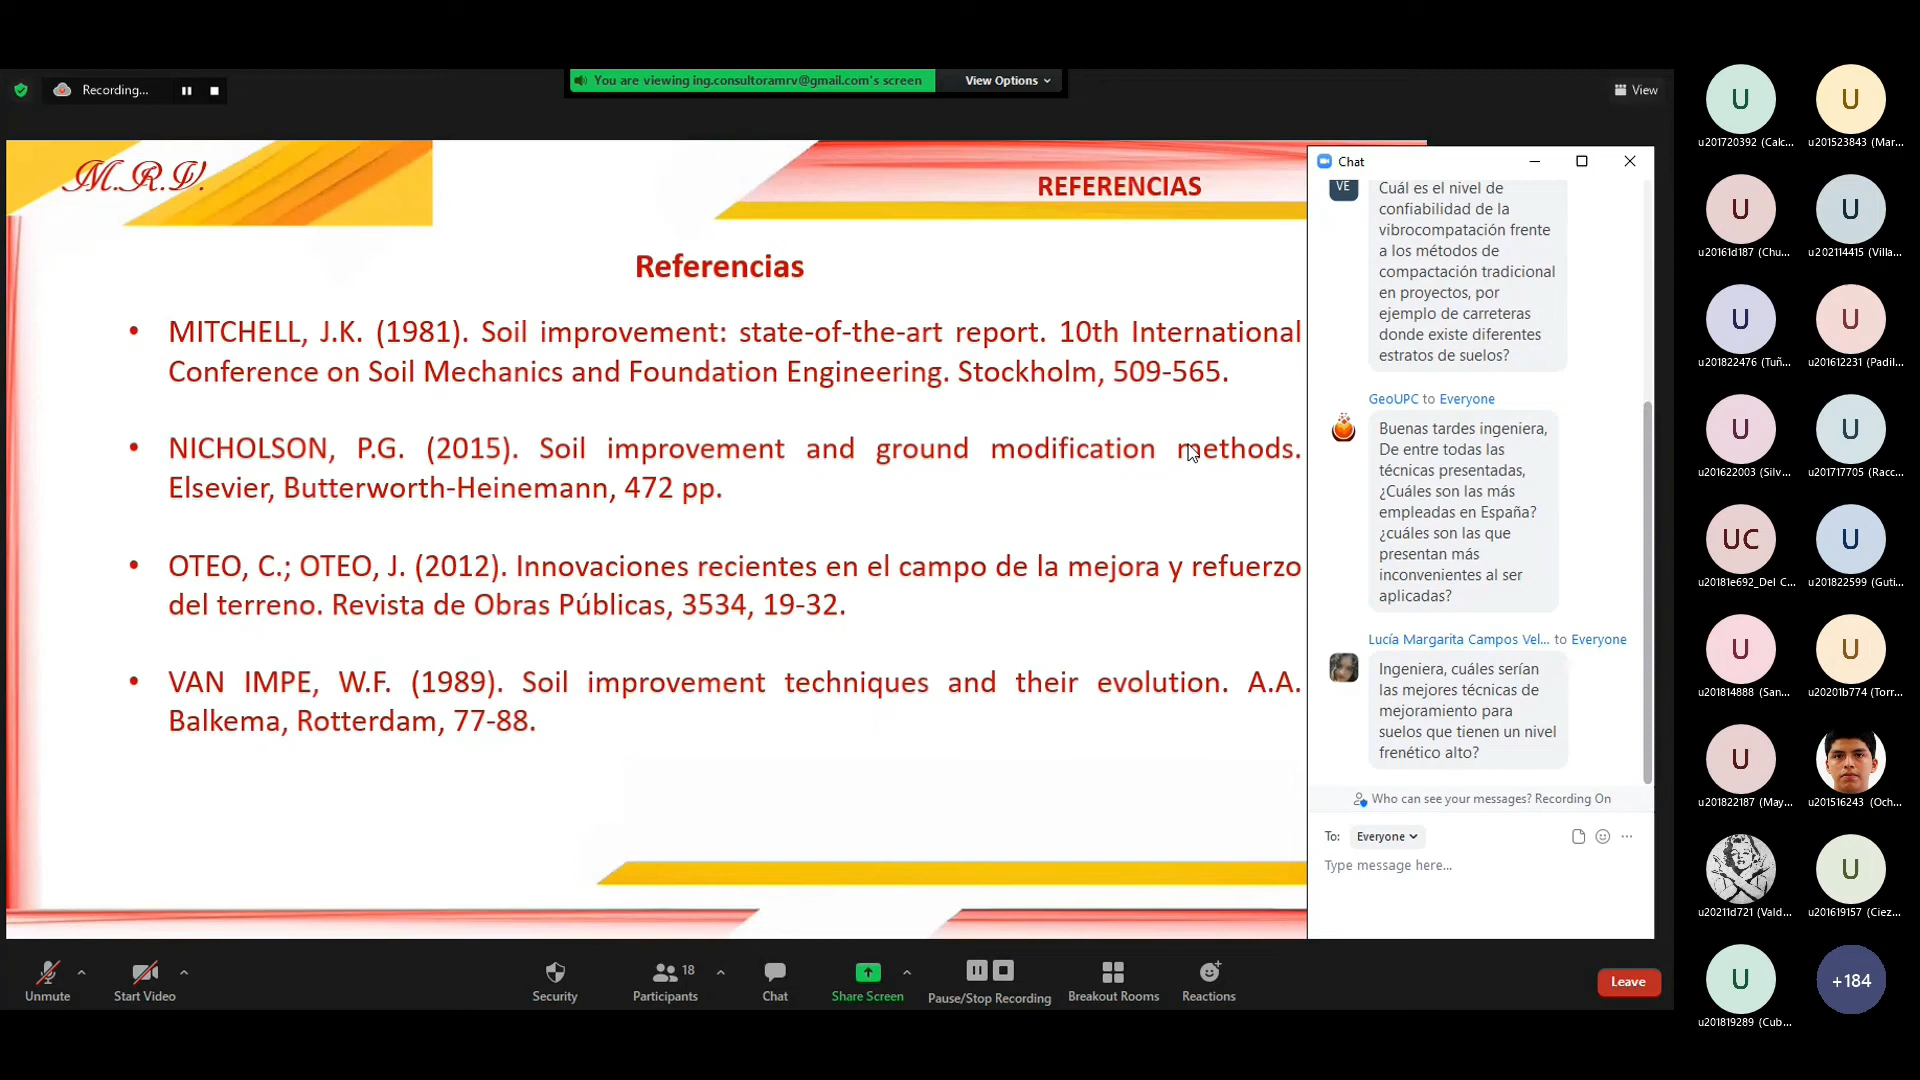 Recording...
You are viewing ing.consultoramrv@gmail.com's screen
View Options
View
M.R.V.
REFERENCIAS
Referencias
• MITCHELL, J.K. (1981). Soil improvement: state-of-the-art report. 10th International
Conference on Soil Mechanics and Foundation Engineering. Stockholm, 509-565.
• NICHOLSON, P.G. (2015). Soil improvement and ground modification methods.
Elsevier, Butterworth-Heinemann, 472 pp.
• OTEO, C.; OTEO, J. (2012). Innovaciones recientes en el campo de la mejora y refuerzo
del terreno. Revista de Obras Públicas, 3534, 19-32.
• VAN IMPE, W.F. (1989). Soil improvement techniques and their evolution. A.A.
Balkema, Rotterdam, 77-88.
Chat
VE
Cuál es el nivel de
confiabilidad de la
vibrocompatación frente
a los métodos de
compactación tradicional
en proyectos, por
ejemplo de carreteras
donde existe diferentes
estratos de suelos?
GeoUPC to Everyone
Buenas tardes ingeniera,
De entre todas las
técnicas presentadas,
¿Cuáles son las más
empleadas en España?
¿cuáles son las que
presentan más
inconvenientes al ser
aplicadas?
Lucía Margarita Campos Vel... to Everyone
Ingeniera, cuáles serían
las mejores técnicas de
mejoramiento para
suelos que tienen un nivel
frenético alto?
Who can see your messages? Recording On
To: Everyone
Type message here...
Unmute
Start Video
Security
18
Participants
Chat
Share Screen
Pause/Stop Recording
Breakout Rooms
Reactions
Leave
U
U
u201720392 (Calc...
u201523843 (Mar...
U
U
u20161d187 (Chu...
u202114415 (Villa...
U
U
u201822476 (Tuñ...
u201612231 (Padil...
U
U
u201622003 (Silv...
u201717705 (Racc...
UC
U
u20181e692_Del C...
u201822599 (Guti...
U
U
u201814888 (San...
u20201b774 (Torr...
U
u201822187 (May...
u201516243 (Och...
U
u20211d721 (Vald...
u201619157 (Ciez...
U
+184
u201819289 (Cub...